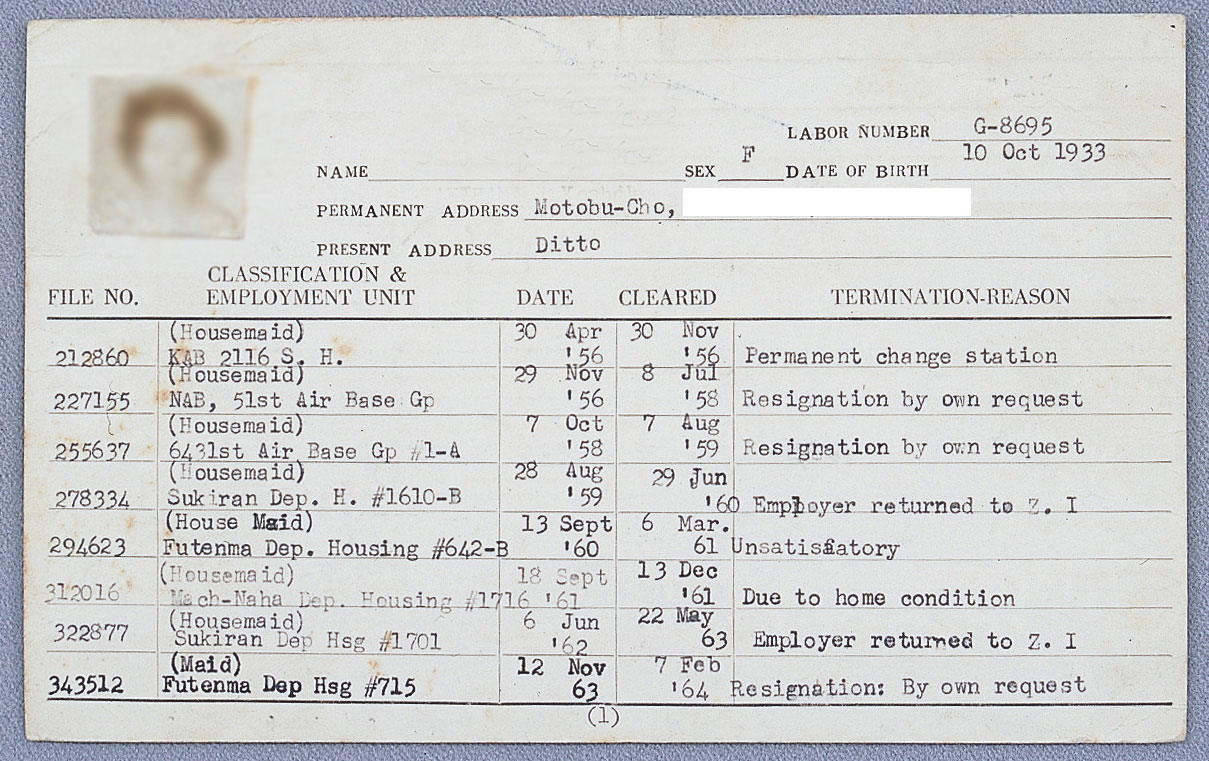 LABOR NUMBER G-8695
NAME SEX F DATE OF BIRTH 10 Oct 1933
PERMANENT ADDRESS Motobu-Cho,
PRESENT ADDRESS Ditto
FILE NO. CLASSIFICATION & EMPLOYMENT UNIT DATE CLEARED TERMINATION-REASON
(Housemaid) 30 Apr 30 Nov
212860 KAB 2116 S. H. '56 '56 Permanent change station
(Housemaid) 29 Nov 8 Jul
227155 NAB, 51st Air Base Gp '56 '58 Resignation by own request
(Housemaid) 7 Oct 7 Aug
255637 6431st Air Base Gp #1-A '58 '59 Resignation by own request
(Housemaid) 28 Aug 29 Jun
278334 Sukiran Dep. H. #1610-B '59 '60 Employer returned to Z. I
(House Maid) 13 Sept 6 Mar.
294623 Futenma Dep. Housing #642-B '60 61 Unsatisfatory
(Housemaid) 18 Sept 13 Dec
312016 Mach-Naha Dep. Housing #1716 '61 '61 Due to home condition
(Housemaid) 6 Jun 22 May
322877 Sukiran Dep Hsg #1701 '62 63 Employer returned to Z. I
(Maid) 12 Nov 7 Feb
343512 Futenma Dep Hsg #715 63 '64 Resignation: By own request
(1)